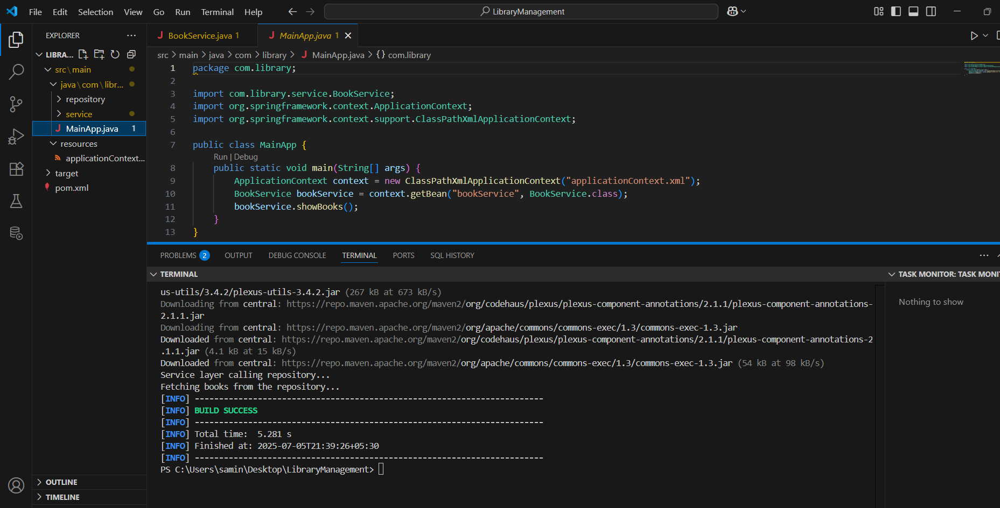 File Edit Selection View Go Run Terminal Help
LibraryManagement
EXPLORER
LIBRA...
src\main
java\com\libr...
repository
service
MainApp.java 1
resources
applicationContext...
target
pom.xml
OUTLINE
TIMELINE
BookService.java 1
MainApp.java 1
src > main > java > com > library > MainApp.java > {} com.library
1 package com.library;
2
3 import com.library.service.BookService;
4 import org.springframework.context.ApplicationContext;
5 import org.springframework.context.support.ClassPathXmlApplicationContext;
6
7 public class MainApp {
Run | Debug
8 public static void main(String[] args) {
9 ApplicationContext context = new ClassPathXmlApplicationContext("applicationContext.xml");
10 BookService bookService = context.getBean("bookService", BookService.class);
11 bookService.showBooks();
12 }
13 }
PROBLEMS 2 OUTPUT DEBUG CONSOLE TERMINAL PORTS SQL HISTORY
TERMINAL
us-utils/3.4.2/plexus-utils-3.4.2.jar (267 kB at 673 kB/s)
Downloading from central: https://repo.maven.apache.org/maven2/org/codehaus/plexus/plexus-component-annotations/2.1.1/plexus-component-annotations-
2.1.1.jar
Downloading from central: https://repo.maven.apache.org/maven2/org/apache/commons/commons-exec/1.3/commons-exec-1.3.jar
Downloaded from central: https://repo.maven.apache.org/maven2/org/codehaus/plexus/plexus-component-annotations/2.1.1/plexus-component-annotations-2
.1.1.jar (4.1 kB at 15 kB/s)
Downloaded from central: https://repo.maven.apache.org/maven2/org/apache/commons/commons-exec/1.3/commons-exec-1.3.jar (54 kB at 98 kB/s)
Service layer calling repository...
Fetching books from the repository...
[INFO] ------------------------------------------------------------------------
[INFO] BUILD SUCCESS
[INFO] ------------------------------------------------------------------------
[INFO] Total time:  5.281 s
[INFO] Finished at: 2025-07-05T21:39:26+05:30
[INFO] ------------------------------------------------------------------------
PS C:\Users\samin\Desktop\LibraryManagement>
TASK MONITOR: TASK MONI
Nothing to show